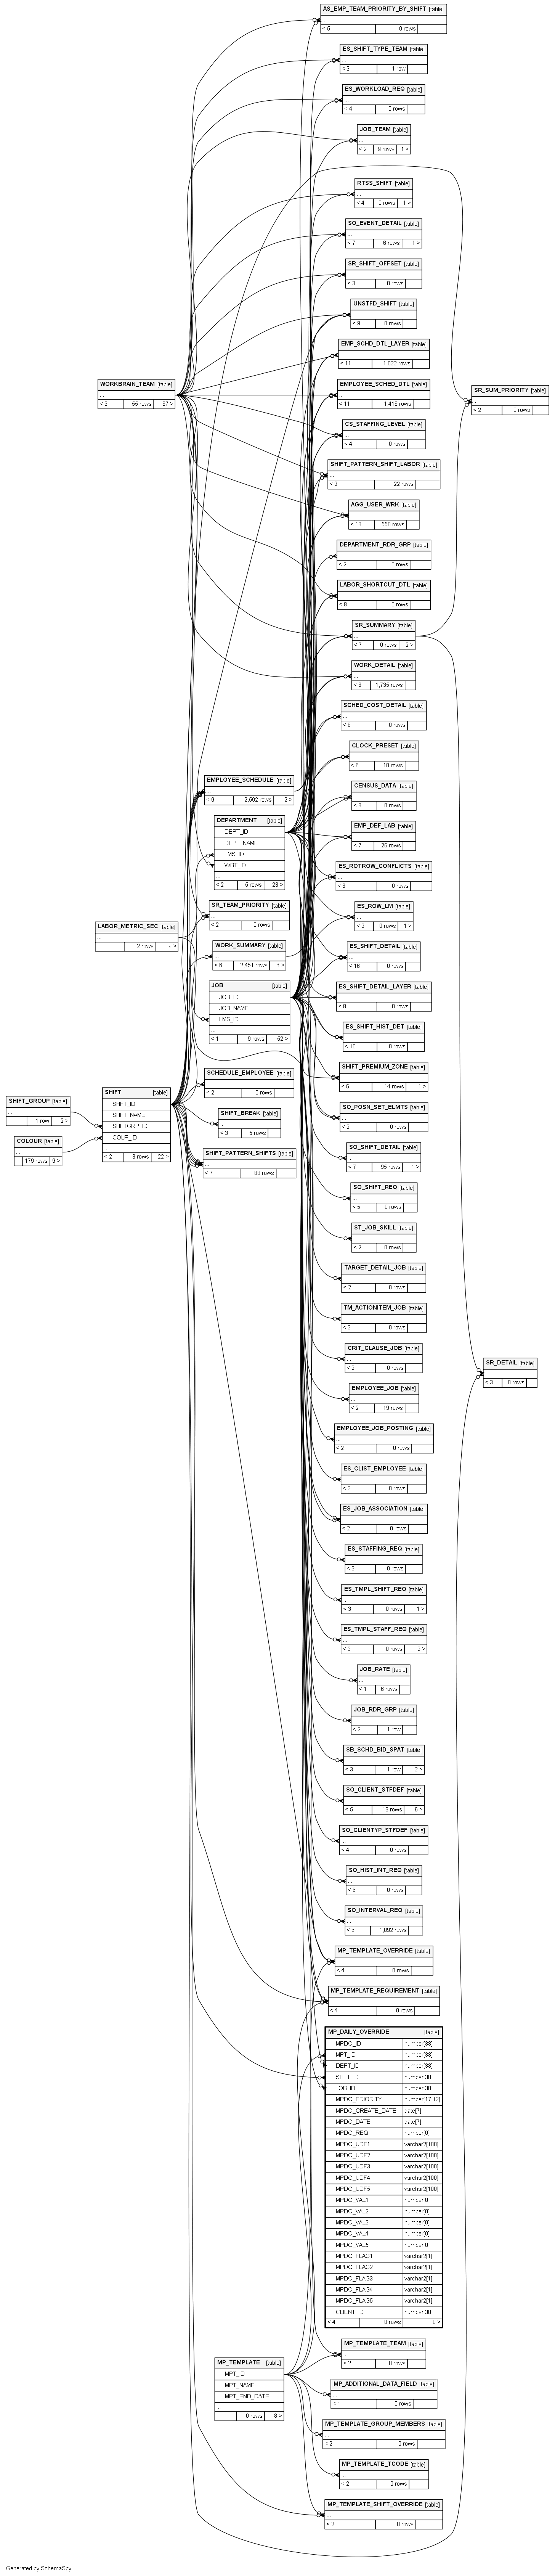 AS_EMP_TEAM_PRIORITY_BY_SHIFT [table]
...
< 5 0 rows
ES_SHIFT_TYPE_TEAM [table]
...
< 3 1 row
ES_WORKLOAD_REQ [table]
...
< 4 0 rows
JOB_TEAM [table]
...
< 2 9 rows 1 >
RTSS_SHIFT [table]
...
< 4 0 rows 1 >
SO_EVENT_DETAIL [table]
...
< 7 6 rows 1 >
SR_SHIFT_OFFSET [table]
...
< 3 0 rows
UNSTFD_SHIFT [table]
...
< 9 0 rows
EMP_SCHD_DTL_LAYER [table]
...
< 11 1,022 rows
WORKBRAIN_TEAM [table]
...
< 3 55 rows 67 >
EMPLOYEE_SCHED_DTL [table]
...
< 11 1,416 rows
SR_SUM_PRIORITY [table]
...
< 2 0 rows
CS_STAFFING_LEVEL [table]
...
< 4 0 rows
SHIFT_PATTERN_SHIFT_LABOR [table]
...
< 9 22 rows
AGG_USER_WRK [table]
...
< 13 550 rows
DEPARTMENT_RDR_GRP [table]
...
< 2 0 rows
LABOR_SHORTCUT_DTL [table]
...
< 8 0 rows
SR_SUMMARY [table]
...
< 7 0 rows 2 >
WORK_DETAIL [table]
...
< 8 1,735 rows
SCHED_COST_DETAIL [table]
...
< 8 0 rows
CLOCK_PRESET [table]
...
< 6 10 rows
EMPLOYEE_SCHEDULE [table]
...
< 9 2,592 rows 2 >
CENSUS_DATA [table]
...
< 8 0 rows
DEPARTMENT [table]
DEPT_ID
DEPT_NAME
LMS_ID
WBT_ID
...
< 2 5 rows 23 >
EMP_DEF_LAB [table]
...
< 7 26 rows
ES_ROTROW_CONFLICTS [table]
...
< 8 0 rows
SR_TEAM_PRIORITY [table]
...
< 2 0 rows
ES_ROW_LM [table]
...
< 9 0 rows 1 >
LABOR_METRIC_SEC [table]
...
2 rows 9 >
WORK_SUMMARY [table]
...
< 6 2,451 rows 6 >
ES_SHIFT_DETAIL [table]
...
< 16 0 rows
JOB [table]
JOB_ID
JOB_NAME
LMS_ID
...
< 1 9 rows 52 >
ES_SHIFT_DETAIL_LAYER [table]
...
< 8 0 rows
ES_SHIFT_HIST_DET [table]
...
< 10 0 rows
SCHEDULE_EMPLOYEE [table]
...
< 2 0 rows
SHIFT_PREMIUM_ZONE [table]
...
< 6 14 rows 1 >
SHIFT_GROUP [table]
...
1 row 2 >
SHIFT [table]
SHFT_ID
SHFT_NAME
SHFTGRP_ID
COLR_ID
...
< 2 13 rows 22 >
SHIFT_BREAK [table]
...
< 3 5 rows
SO_POSN_SET_ELMTS [table]
...
< 2 0 rows
COLOUR [table]
...
179 rows 9 >
SHIFT_PATTERN_SHIFTS [table]
...
< 7 88 rows
SO_SHIFT_DETAIL [table]
...
< 7 95 rows 1 >
SO_SHIFT_REQ [table]
...
< 5 0 rows
ST_JOB_SKILL [table]
...
< 2 0 rows
TARGET_DETAIL_JOB [table]
...
< 2 0 rows
TM_ACTIONITEM_JOB [table]
...
< 2 0 rows
CRIT_CLAUSE_JOB [table]
...
< 2 0 rows
SR_DETAIL [table]
...
< 3 0 rows
EMPLOYEE_JOB [table]
...
< 2 19 rows
EMPLOYEE_JOB_POSTING [table]
...
< 2 0 rows
ES_CLIST_EMPLOYEE [table]
...
< 3 0 rows
ES_JOB_ASSOCIATION [table]
...
< 2 0 rows
ES_STAFFING_REQ [table]
...
< 3 0 rows
ES_TMPL_SHIFT_REQ [table]
...
< 3 0 rows 1 >
ES_TMPL_STAFF_REQ [table]
...
< 3 0 rows 2 >
JOB_RATE [table]
...
< 1 6 rows
JOB_RDR_GRP [table]
...
< 2 1 row
SB_SCHD_BID_SPAT [table]
...
< 3 1 row 2 >
SO_CLIENT_STFDEF [table]
...
< 5 13 rows 6 >
SO_CLIENTYP_STFDEF [table]
...
< 4 0 rows
SO_HIST_INT_REQ [table]
...
< 6 0 rows
SO_INTERVAL_REQ [table]
...
< 6 1,092 rows
MP_TEMPLATE_OVERRIDE [table]
...
< 4 0 rows
MP_TEMPLATE_REQUIREMENT [table]
...
< 4 0 rows
MP_DAILY_OVERRIDE [table]
MPDO_ID number[38]
MPT_ID number[38]
DEPT_ID number[38]
SHFT_ID number[38]
JOB_ID number[38]
MPDO_PRIORITY number[17,12]
MPDO_CREATE_DATE date[7]
MPDO_DATE date[7]
MPDO_REQ number[0]
MPDO_UDF1 varchar2[100]
MPDO_UDF2 varchar2[100]
MPDO_UDF3 varchar2[100]
MPDO_UDF4 varchar2[100]
MPDO_UDF5 varchar2[100]
MPDO_VAL1 number[0]
MPDO_VAL2 number[0]
MPDO_VAL3 number[0]
MPDO_VAL4 number[0]
MPDO_VAL5 number[0]
MPDO_FLAG1 varchar2[1]
MPDO_FLAG2 varchar2[1]
MPDO_FLAG3 varchar2[1]
MPDO_FLAG4 varchar2[1]
MPDO_FLAG5 varchar2[1]
CLIENT_ID number[38]
< 4 0 rows 0 >
MP_TEMPLATE_TEAM [table]
...
< 2 0 rows
MP_TEMPLATE [table]
MPT_ID
MPT_NAME
MPT_END_DATE
...
0 rows 8 >
MP_ADDITIONAL_DATA_FIELD [table]
...
< 1 0 rows
MP_TEMPLATE_GROUP_MEMBERS [table]
...
< 2 0 rows
MP_TEMPLATE_TCODE [table]
...
< 2 0 rows
MP_TEMPLATE_SHIFT_OVERRIDE [table]
...
< 2 0 rows
Generated by SchemaSpy